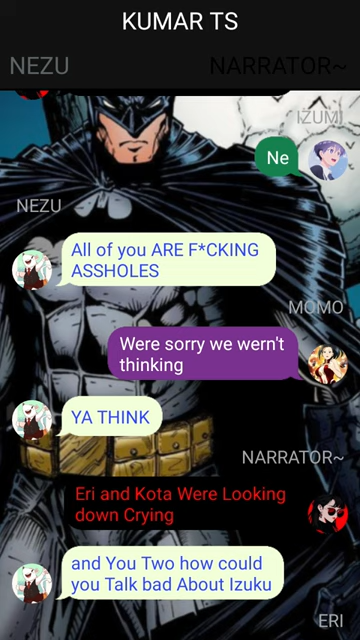 KUMAR TS
NEZU
NARRATOR~
IZUMI
Ne
NEZU
All of you ARE F*CKING
ASSHOLES
MOMO
Were sorry we wern't
thinking
YA THINK
NARRATOR~
Eri and Kota Were Looking
down Crying
and You Two how could
you Talk bad About Izuku
ERI